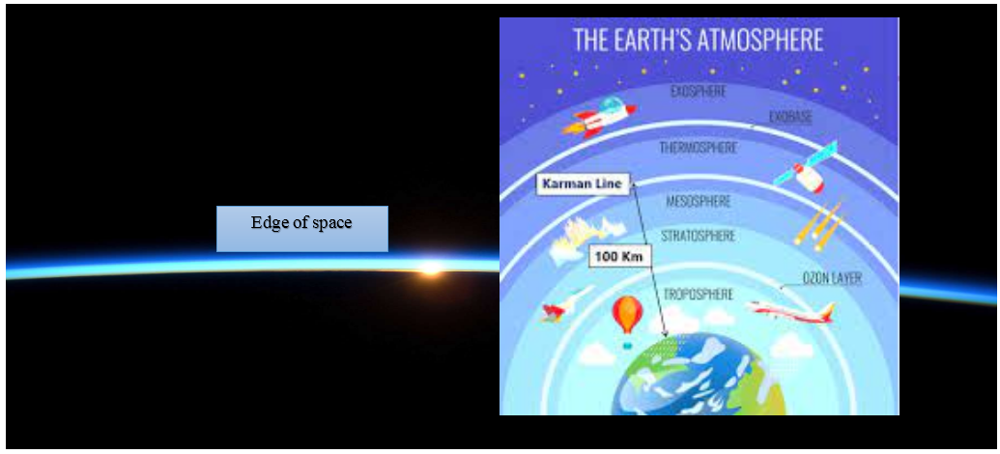 THE EARTH'S ATMOSPHERE
EXOSPHERE
EXOBASE
THERMOSPHERE
Karman Line
MESOSPHERE
Edge of space
STRATOSPHERE
100 Km
OZON LAYER
TROPOSPHERE